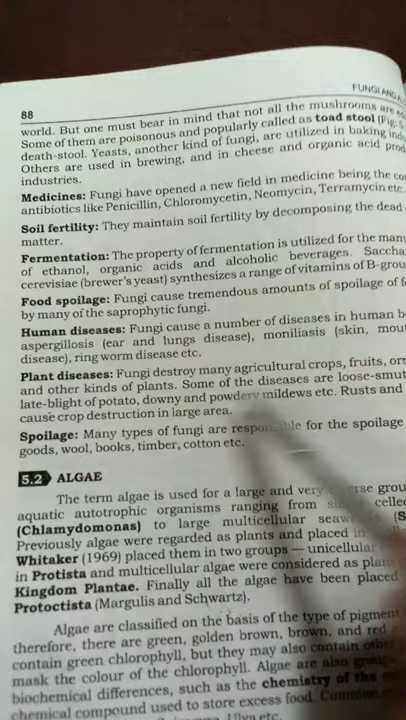 88
FUNGI AND
world. But one must bear in mind that not all the mushrooms are
Some of them are poisonous and popularly called as toad stool (Fig:
death-stool. Yeasts, another kind of fungi, are utilized in baking
Others are used in brewing, and in cheese and organic acid
industries.
Medicines: Fungi have opened a new field in medicine being the
antibiotics like Penicillin, Chloromycetin, Neomycin, Terramycin etc.
Soil fertility: They maintain soil fertility by decomposing the dead
matter.
Fermentation: The property of fermentation is utilized for the
of ethanol, organic acids and alcoholic beverages.
cerevisiae (brewer's yeast) synthesizes a range of vitamins of
Food spoilage: Fungi cause tremendous amounts of spoilage of
by many of the saprophytic fungi.
Human diseases: Fungi cause a number of diseases in human
aspergillosis (ear and lungs disease), moniliasis (skin,
disease), ring worm disease etc.
Plant diseases: Fungi destroy many agricultural crops, fruits,
and other kinds of plants. Some of the diseases are loose-smut
late-blight of potato, downy and powdery mildews etc. Rusts and
cause crop destruction in large area.
Spoilage: Many types of fungi are responsible for the spoilage
goods, wool, books, timber, cotton etc.
5.2 ALGAE
The term algae is used for a large and very
aquatic autotrophic organisms ranging from
(Chlamydomonas) to large multicellular
Previously algae were regarded as plants and placed in
Whitaker (1969) placed them in two groups — unicellular
in Protista and multicellular algae were considered as
Kingdom Plantae. Finally all the algae have been placed
Protoctista (Margulis and Schwartz).
Algae are classified on the basis of the type of pigment
therefore, there are green, golden brown, brown, and red
contain green chlorophyll, but they may also contain other
mask the colour of the chlorophyll. Algae are also
biochemical differences, such as the chemistry of the
chemical compound used to store excess food. Common
etc.